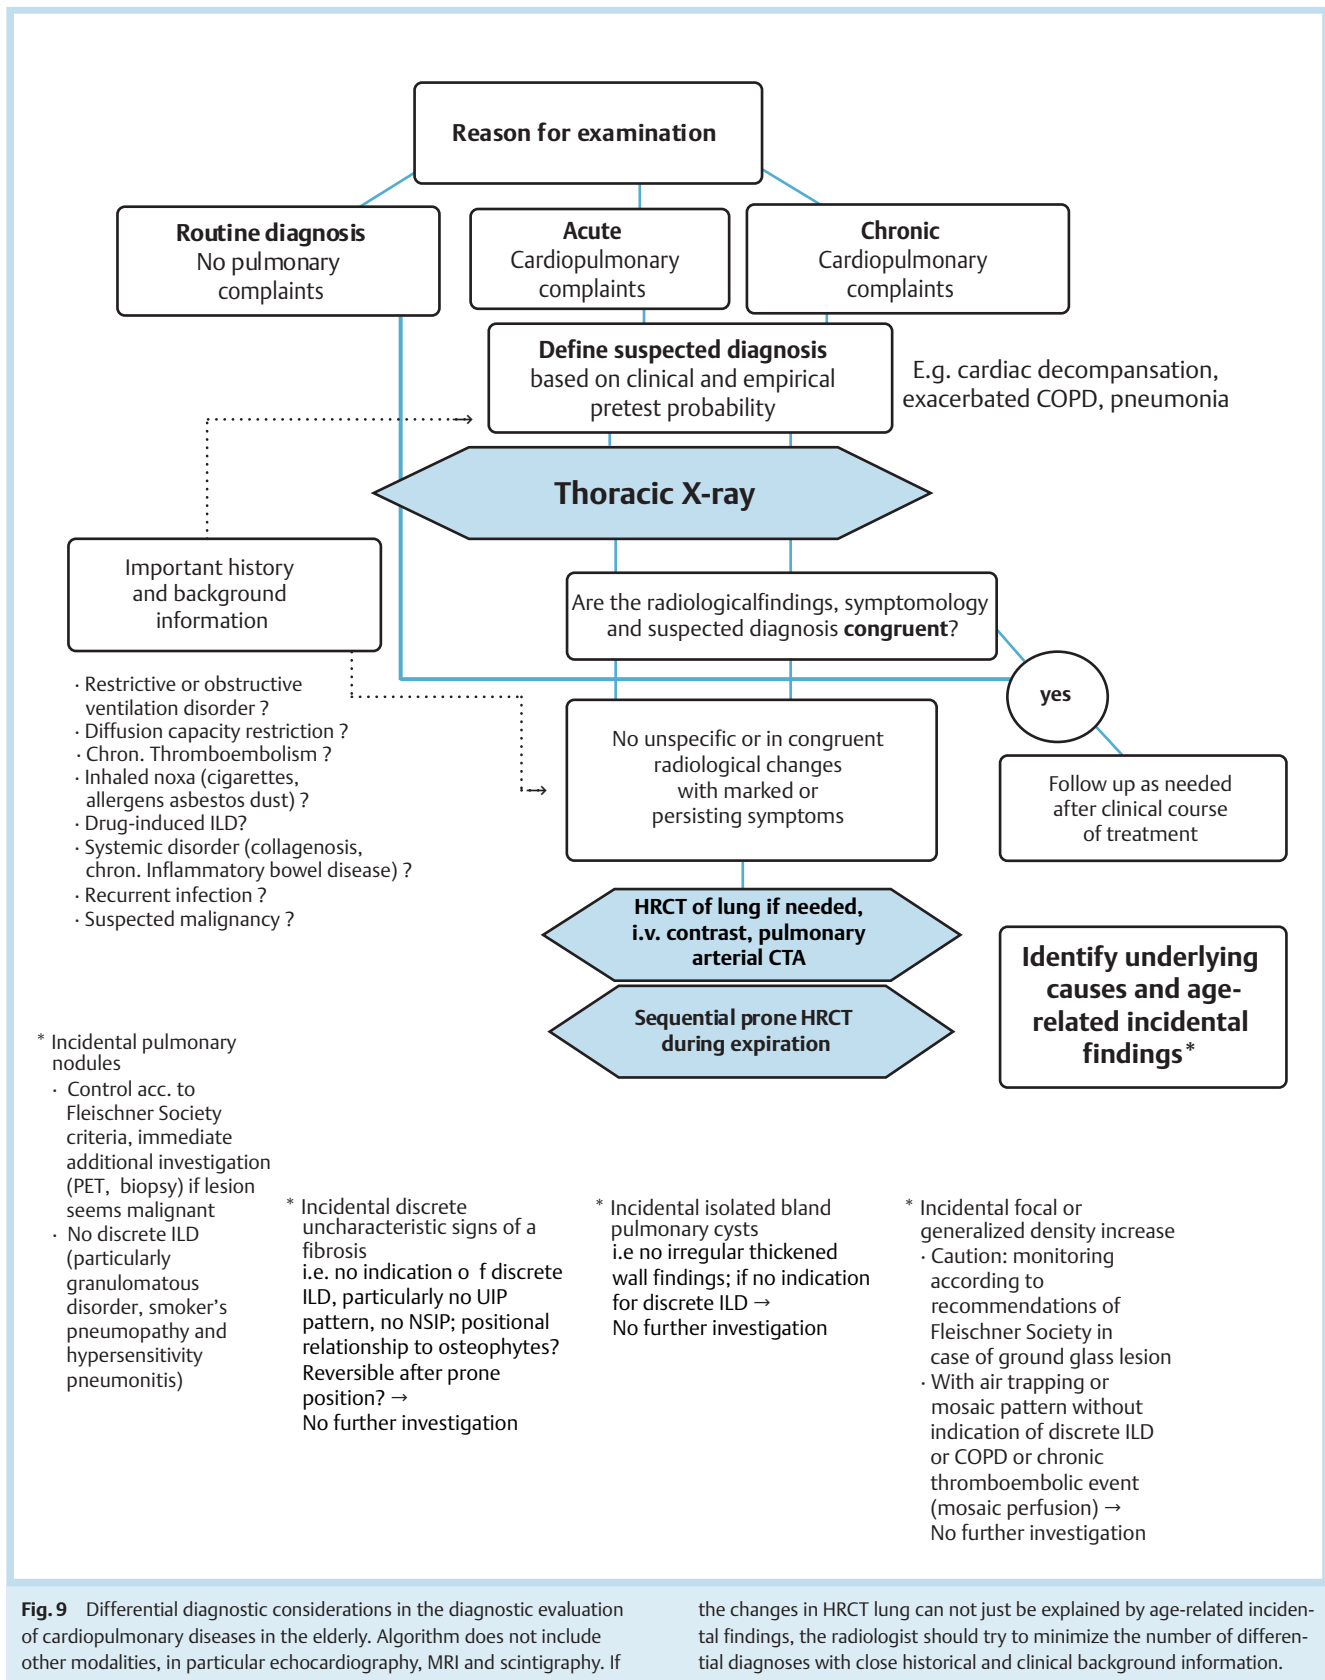 Reason for examination
Routine diagnosis
No pulmonary
complaints
Acute
Cardiopulmonary
complaints
Chronic
Cardiopulmonary
complaints
Define suspected diagnosis
based on clinical and empirical
pretest probability
E.g. cardiac decompansation,
exacerbated COPD, pneumonia
Thoracic X-ray
Important history
and background
information
Are the radiologicalfindings, symptomology
and suspected diagnosis congruent?
yes
· Restrictive or obstructive
ventilation disorder ?
· Diffusion capacity restriction ?
· Chron. Thromboembolism ?
· Inhaled noxa (cigarettes,
allergens asbestos dust) ?
· Drug-induced ILD?
· Systemic disorder (collagenosis,
chron. Inflammatory bowel disease) ?
· Recurrent infection ?
· Suspected malignancy ?
No unspecific or in congruent
radiological changes
with marked or
persisting symptoms
Follow up as needed
after clinical course
of treatment
HRCT of lung if needed,
i.v. contrast, pulmonary
arterial CTA
Sequential prone HRCT
during expiration
Identify underlying
causes and age-
related incidental
findings*
* Incidental pulmonary
nodules
· Control acc. to
Fleischner Society
criteria, immediate
additional investigation
(PET, biopsy) if lesion
seems malignant
· No discrete ILD
(particularly
granulomatous
disorder, smoker's
pneumopathy and
hypersensitivity
pneumonitis)
* Incidental discrete
uncharacteristic signs of a
fibrosis
i.e. no indication o f discrete
ILD, particularly no UIP
pattern, no NSIP; positional
relationship to osteophytes?
Reversible after prone
position? →
No further investigation
* Incidental isolated bland
pulmonary cysts
i.e no irregular thickened
wall findings; if no indication
for discrete ILD →
No further investigation
* Incidental focal or
generalized density increase
· Caution: monitoring
according to
recommendations of
Fleischner Society in
case of ground glass lesion
· With air trapping or
mosaic pattern without
indication of discrete ILD
or COPD or chronic
thromboembolic event
(mosaic perfusion) →
No further investigation
Fig. 9 Differential diagnostic considerations in the diagnostic evaluation
of cardiopulmonary diseases in the elderly. Algorithm does not include
other modalities, in particular echocardiography, MRI and scintigraphy. If
the changes in HRCT lung can not just be explained by age-related inciden-
tal findings, the radiologist should try to minimize the number of differen-
tial diagnoses with close historical and clinical background information.